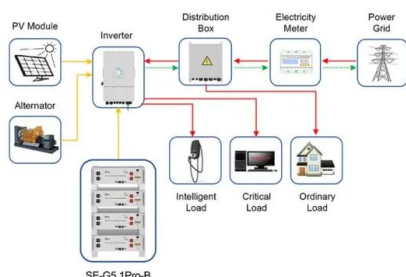 PV Module
Inverter
Distribution
Box
Electricity
Meter
Power
Grid
Alternator
Intelligent
Load
Critical
Load
Ordinary
Load
SE-G5.1Pro-B